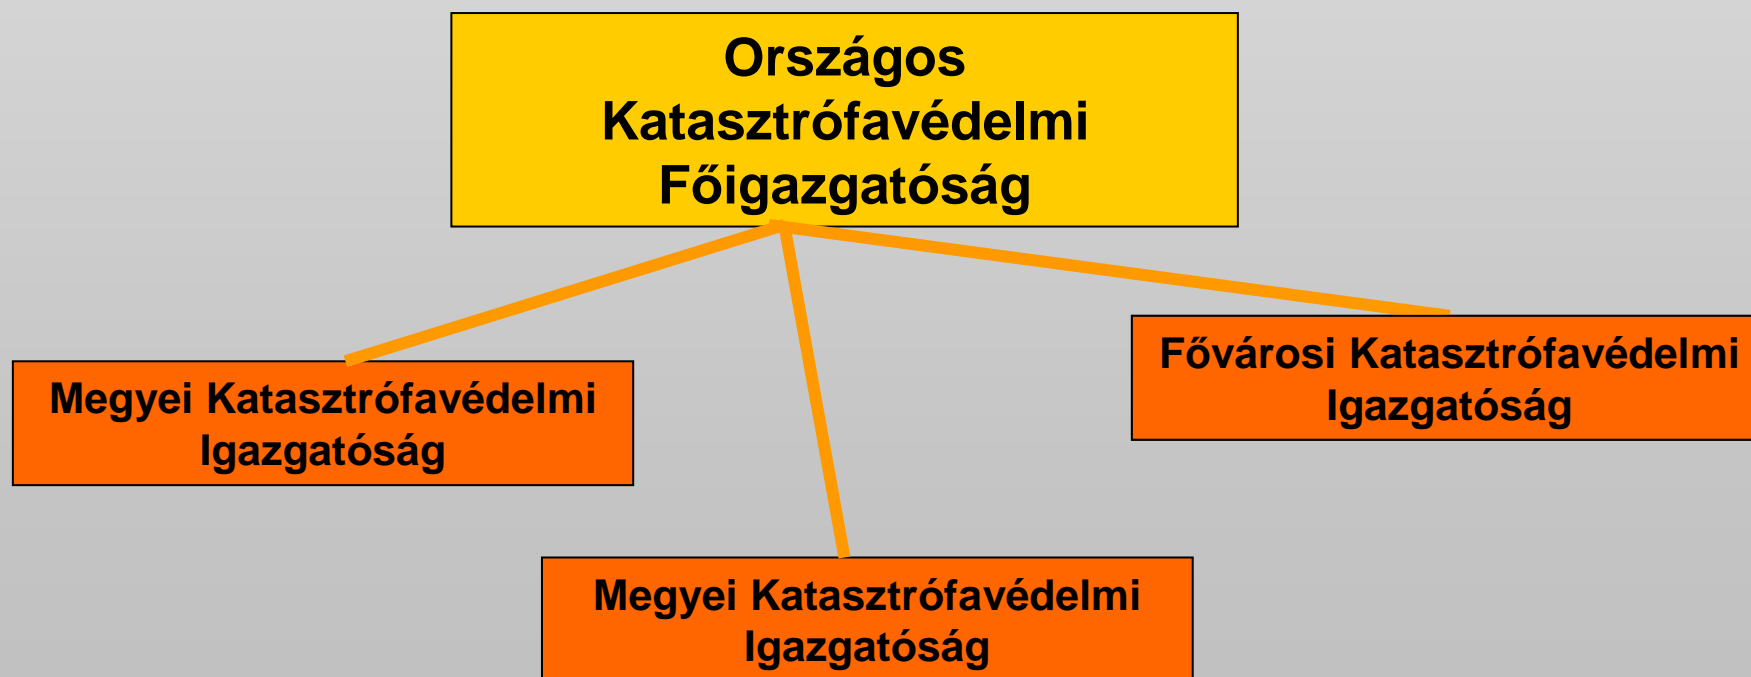 Országos
Katasztrófavédelmi
Főigazgatóság
Megyei Katasztrófavédelmi
Igazgatóság
Fővárosi Katasztrófavédelmi
Igazgatóság
Megyei Katasztrófavédelmi
Igazgatóság